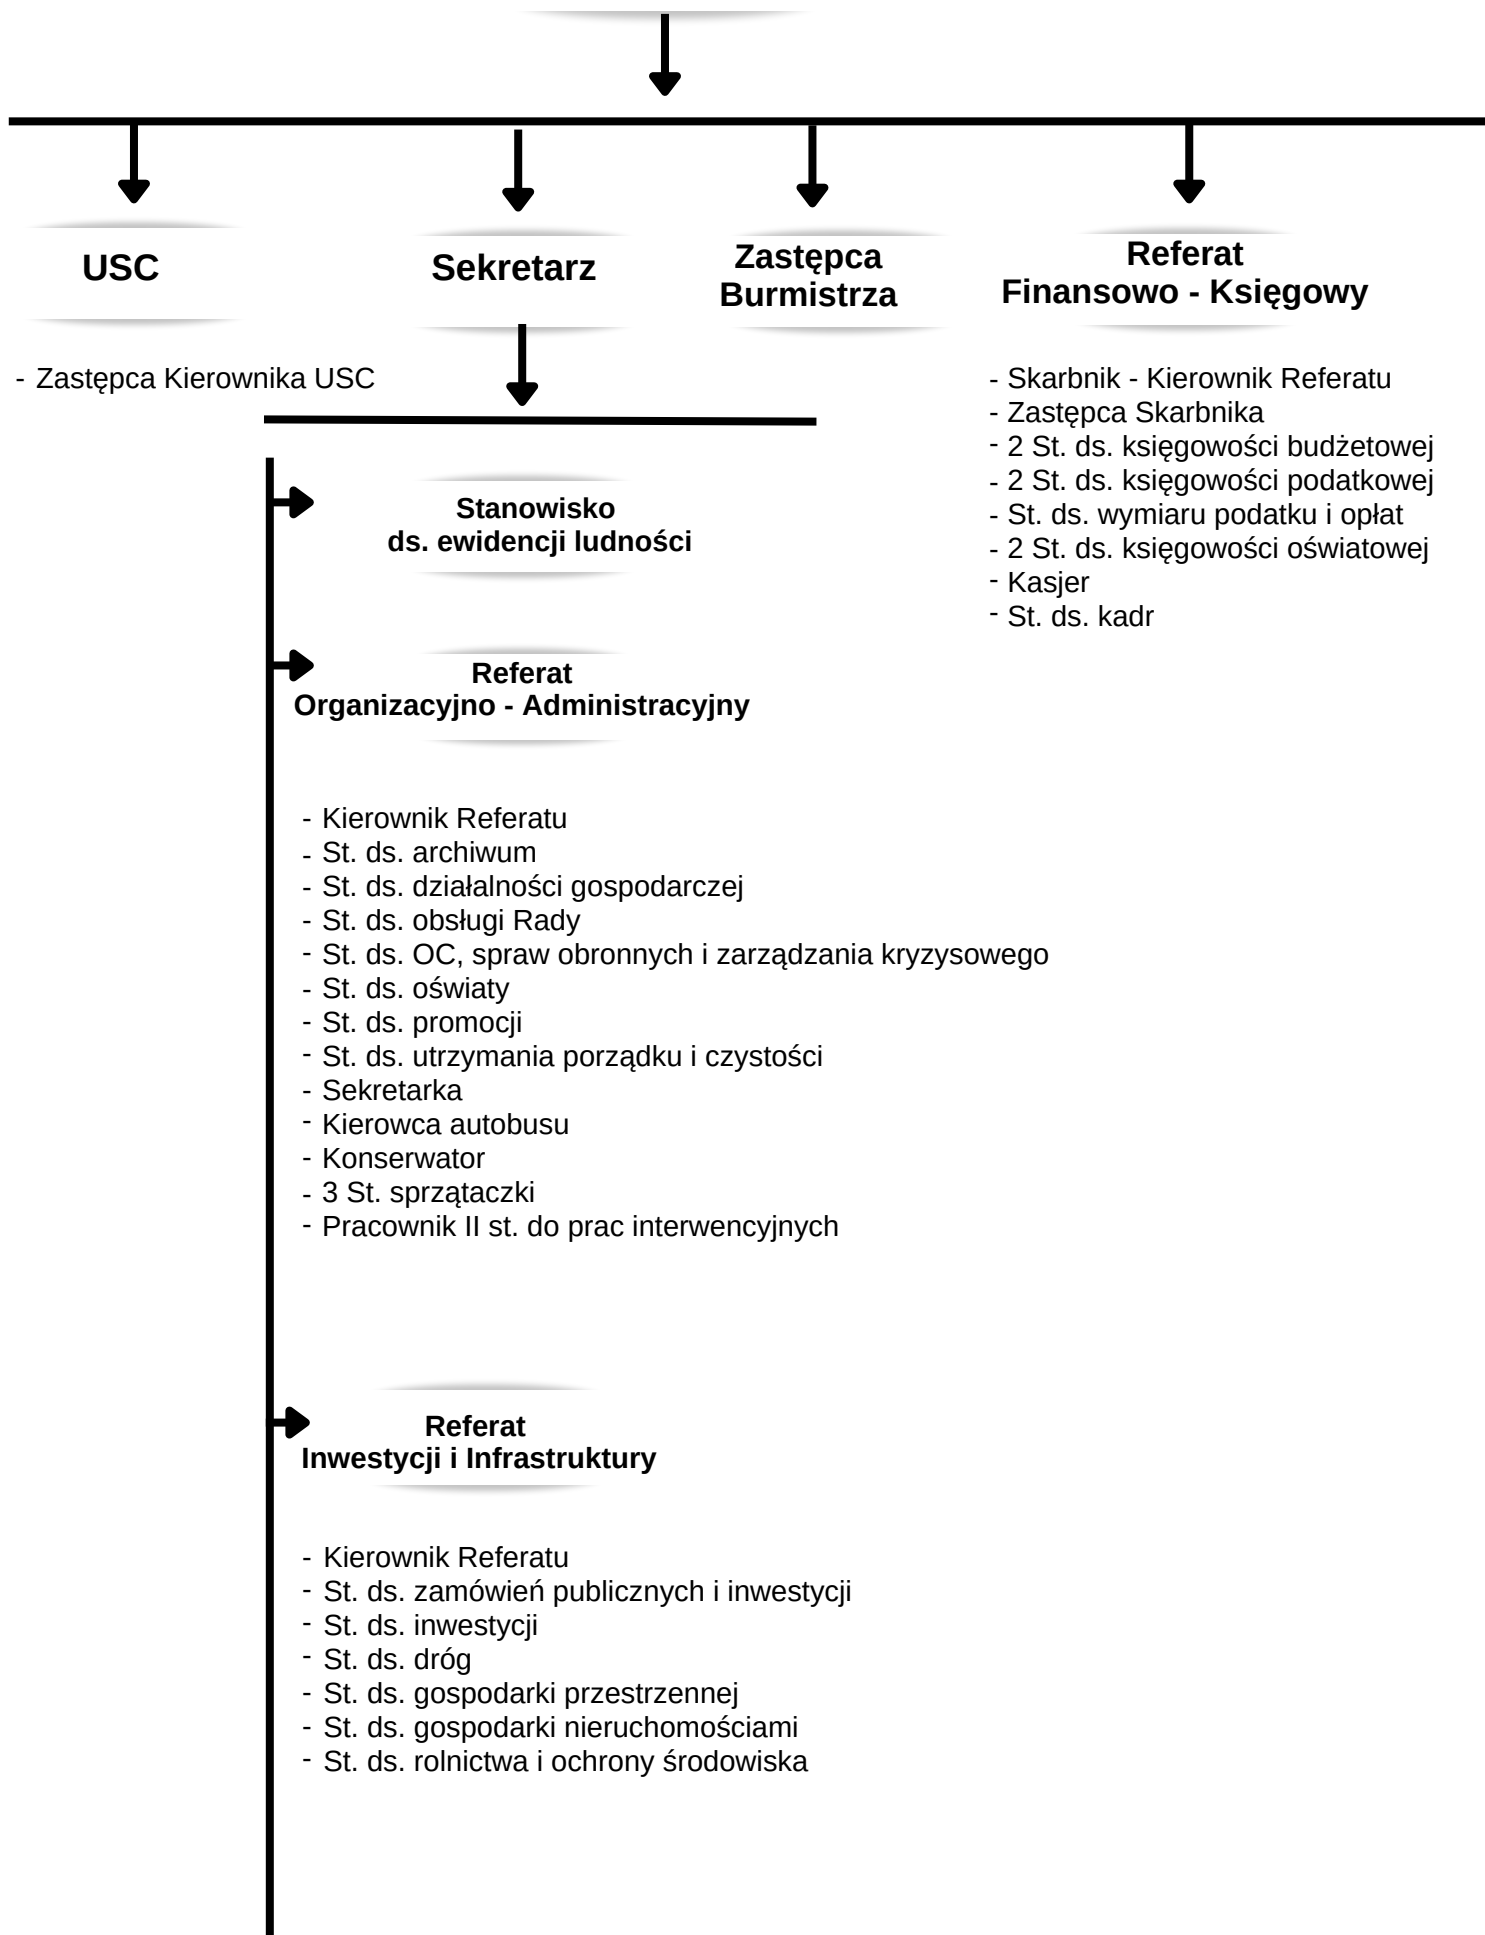 USC
Sekretarz
Zastępca
Burmistrza
Referat
Finansowo - Księgowy
- Zastępca Kierownika USC
- Skarbnik - Kierownik Referatu
- Zastępca Skarbnika
- 2 St. ds. księgowości budżetowej
- 2 St. ds. księgowości podatkowej
- St. ds. wymiaru podatku i opłat
- 2 St. ds. księgowości oświatowej
- Kasjer
- St. ds. kadr
Stanowisko
ds. ewidencji ludności
Referat
Organizacyjno - Administracyjny
- Kierownik Referatu
- St. ds. archiwum
- St. ds. działalności gospodarczej
- St. ds. obsługi Rady
- St. ds. OC, spraw obronnych i zarządzania kryzysowego
- St. ds. oświaty
- St. ds. promocji
- St. ds. utrzymania porządku i czystości
- Sekretarka
- Kierowca autobusu
- Konserwator
- 3 St. sprzątaczki
- Pracownik II st. do prac interwencyjnych
Referat
Inwestycji i Infrastruktury
- Kierownik Referatu
- St. ds. zamówień publicznych i inwestycji
- St. ds. inwestycji
- St. ds. dróg
- St. ds. gospodarki przestrzennej
- St. ds. gospodarki nieruchomościami
- St. ds. rolnictwa i ochrony środowiska